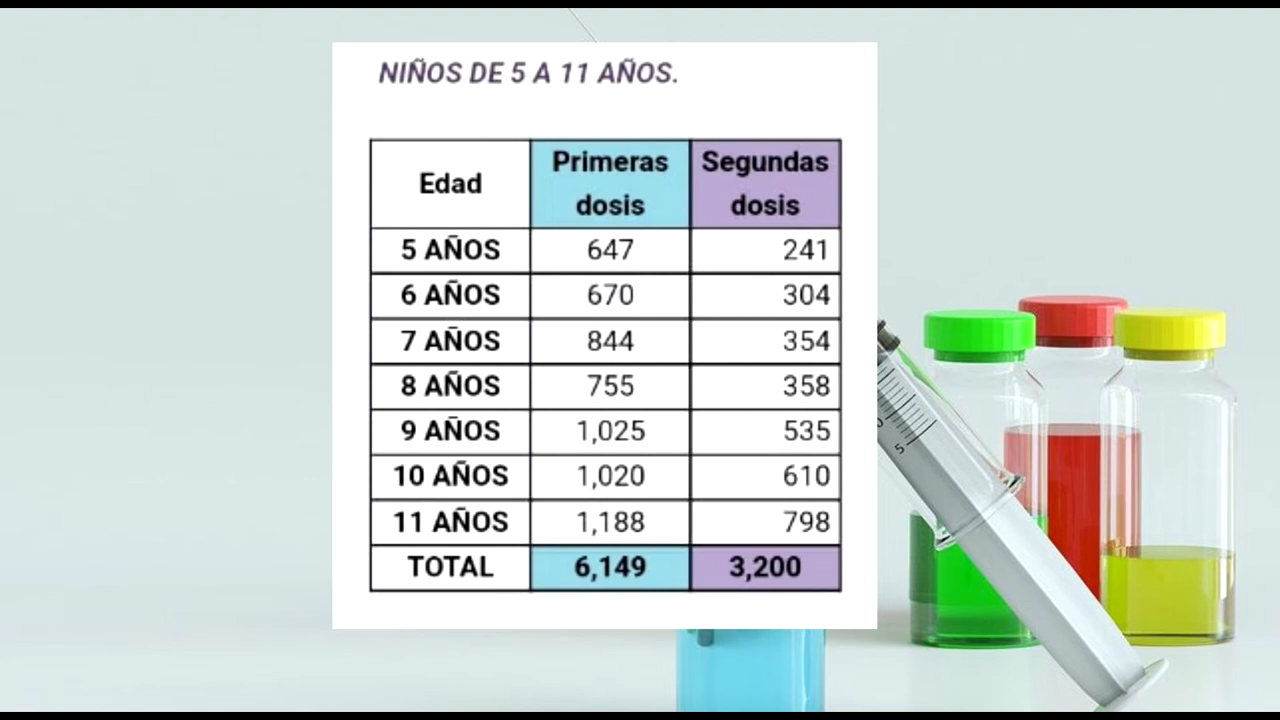 NIÑOS DE 5 A 11 AÑOS.
Edad Primeras dosis Segundas dosis
5 AÑOS 647 241
6 AÑOS 670 304
7 AÑOS 844 354
8 AÑOS 755 358
9 AÑOS 1,025 535
10 AÑOS 1,020 610
11 AÑOS 1,188 798
TOTAL 6,149 3,200
5